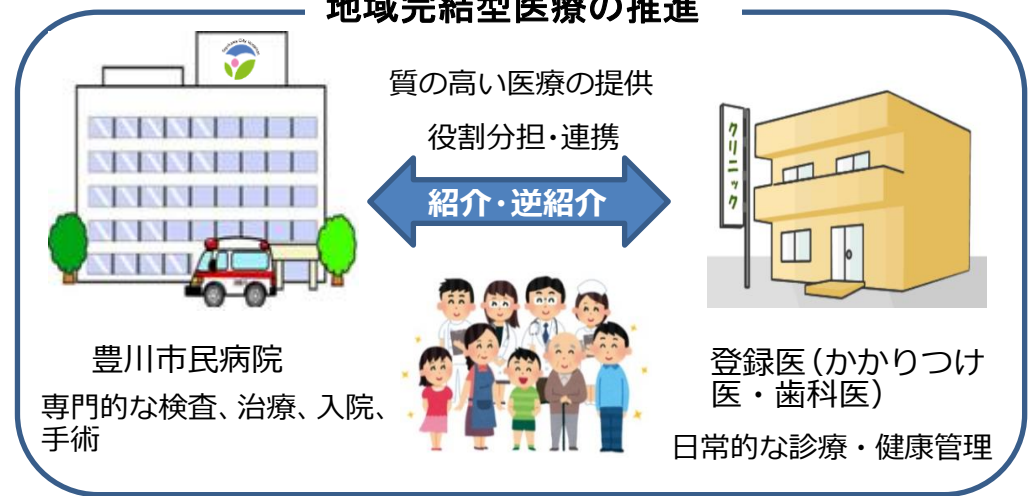 地域完結型医療の推進
質の高い医療の提供
役割分担・連携
紹介・逆紹介
クリニック
豊川市民病院
専門的な検査、治療、入院、
手術
登録医(かかりつけ
医・歯科医)
日常的な診療・健康管理